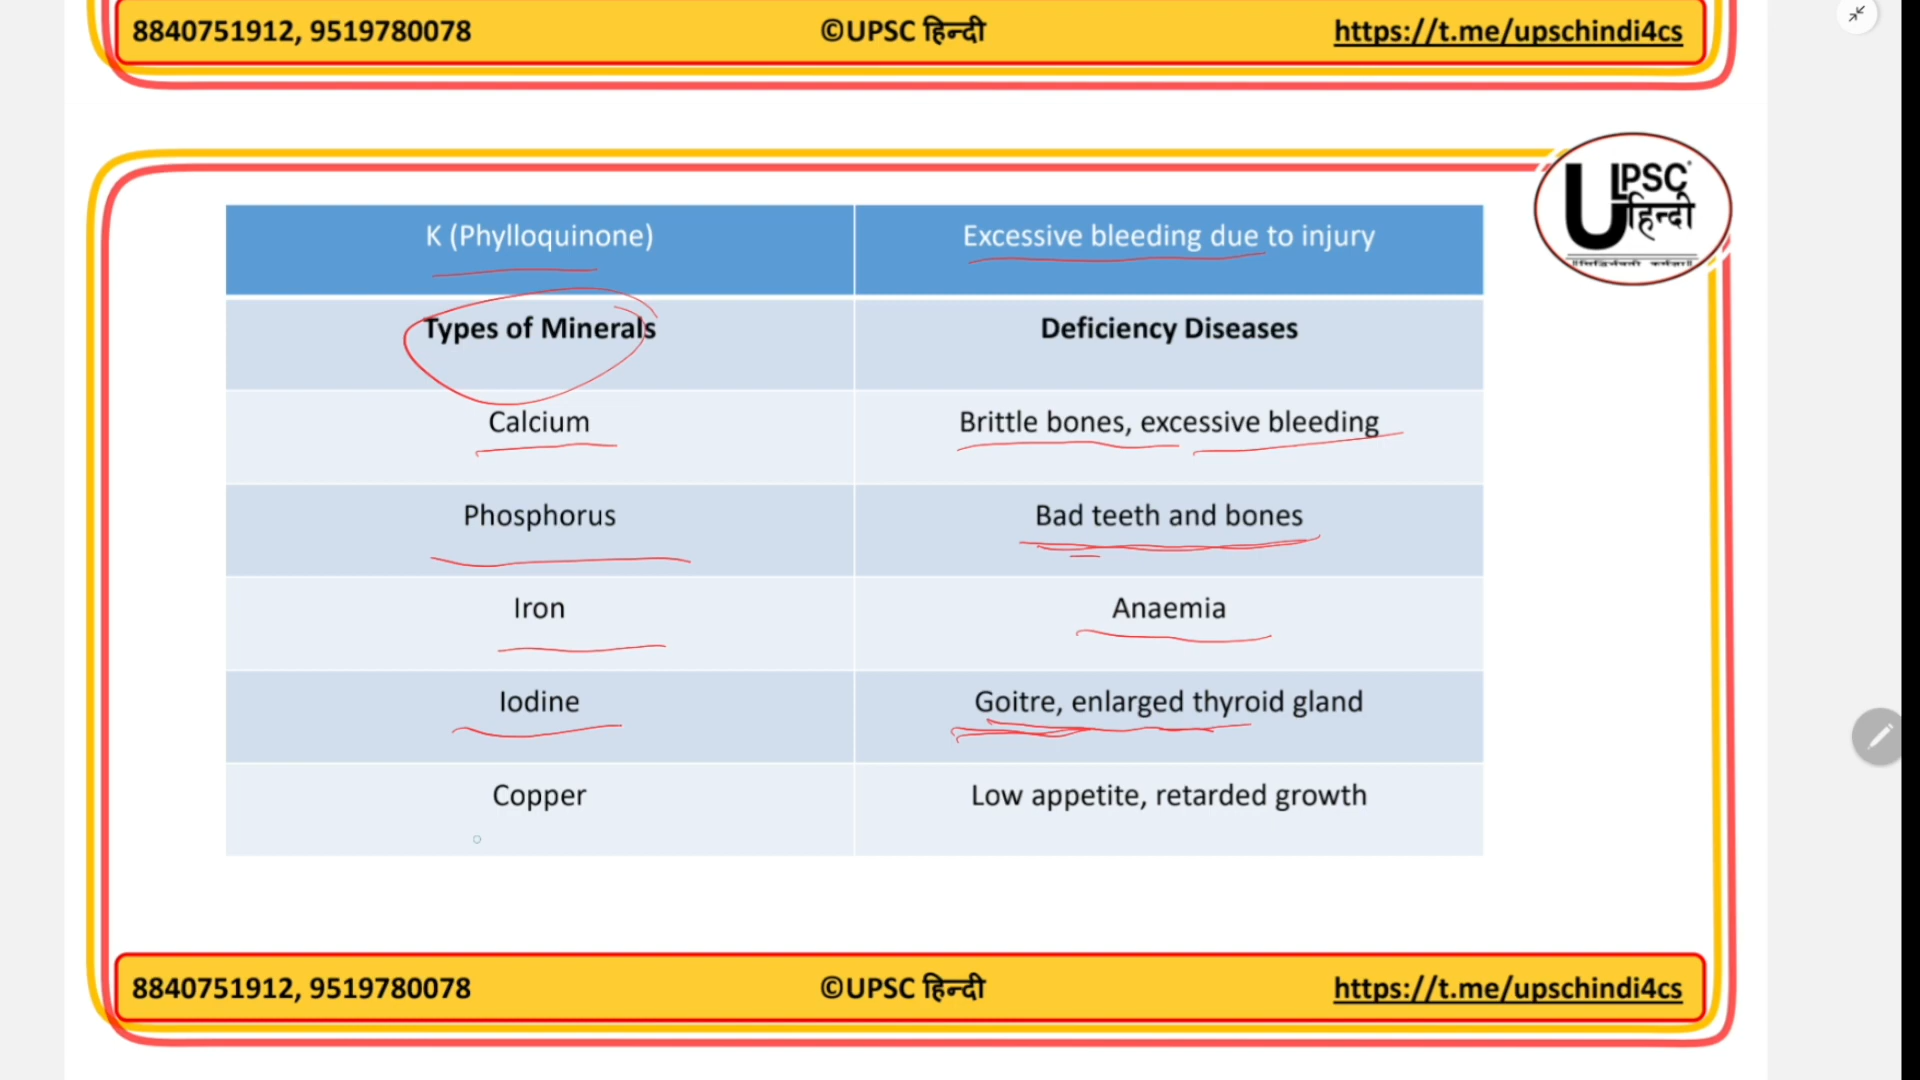 8840751912, 9519780078 ©UPSC हिन्दी https://t.me/upschindi4cs
UPSC
हिन्दी
K (Phylloquinone) Excessive bleeding due to injury
Types of Minerals Deficiency Diseases
Calcium Brittle bones, excessive bleeding
Phosphorus Bad teeth and bones
Iron Anaemia
Iodine Goitre, enlarged thyroid gland
Copper Low appetite, retarded growth
8840751912, 9519780078 ©UPSC हिन्दी https://t.me/upschindi4cs